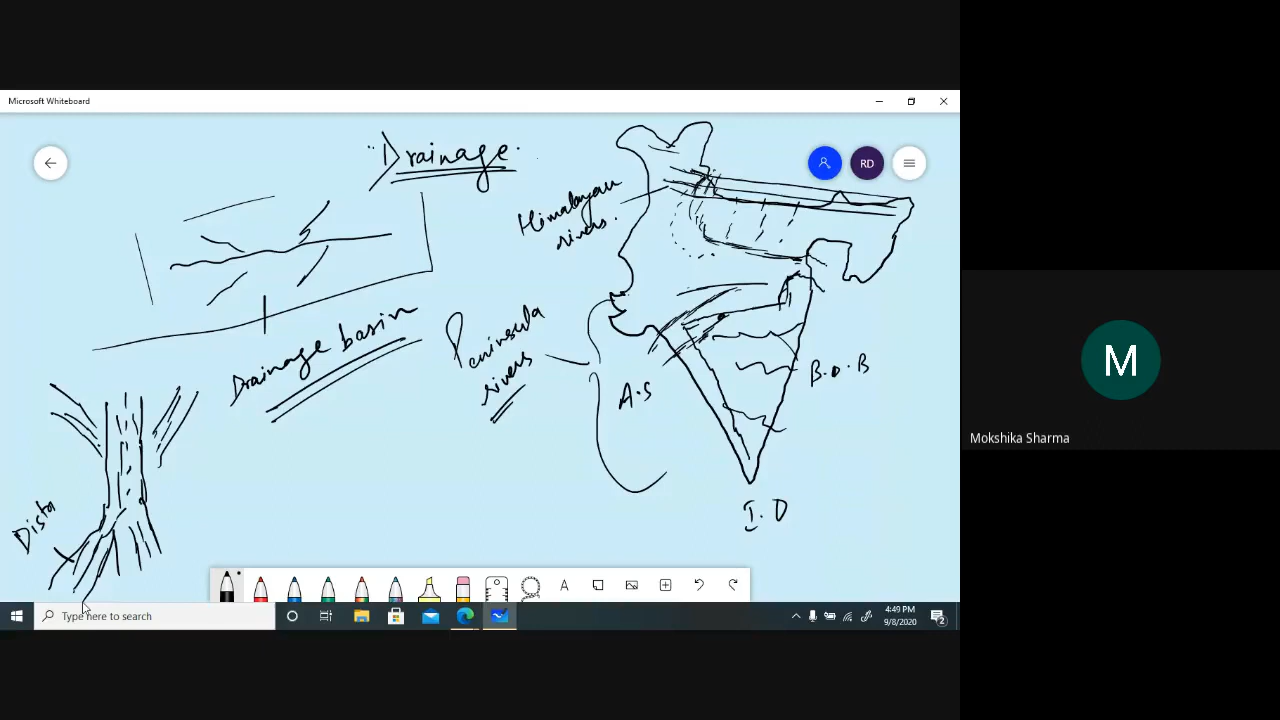 Microsoft Whiteboard
Drainage
RD
Himalayan
rivers.
Drainage basin
Peninsula
rivers
A.S
B.O.B
I.O
Dista
M
Mokshika Sharma
A
Type here to search
4:49 PM
9/8/2020
2